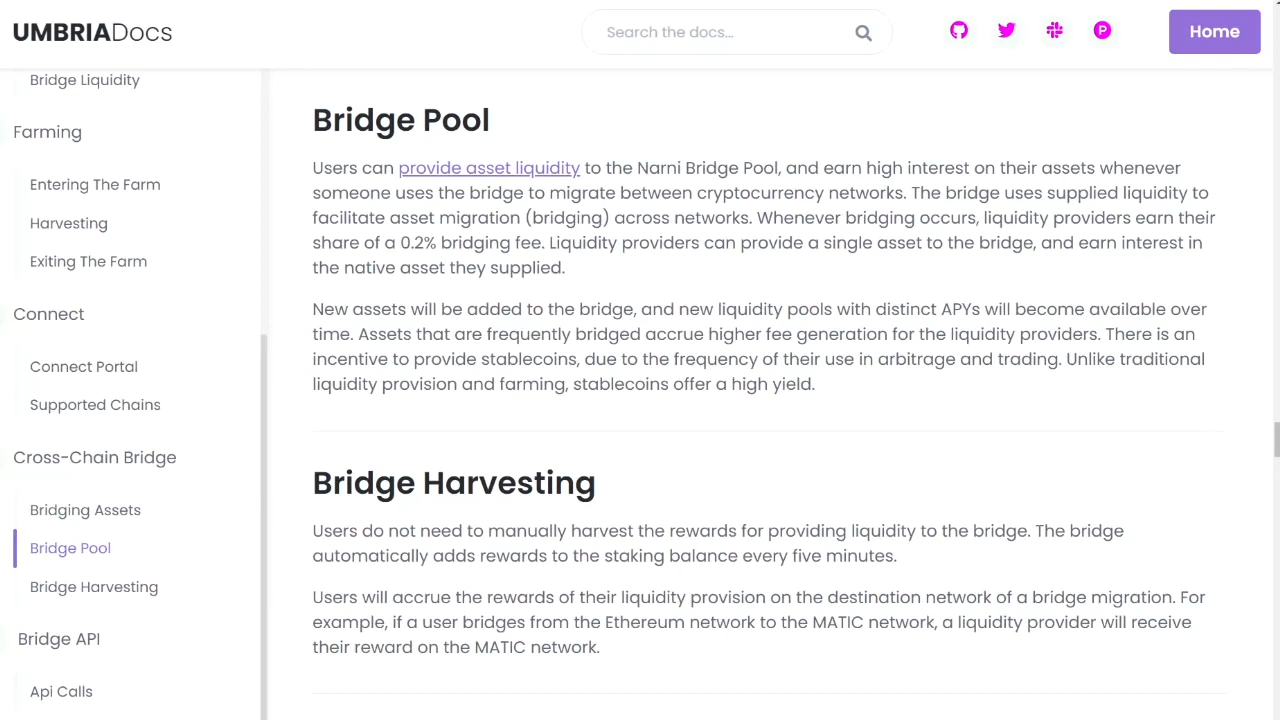 UMBRIADocs
Search the docs...
Home
Bridge Liquidity
Farming
Entering The Farm
Harvesting
Exiting The Farm
Connect
Connect Portal
Supported Chains
Cross-Chain Bridge
Bridging Assets
Bridge Pool
Bridge Harvesting
Bridge API
Api Calls
Bridge Pool
Users can provide asset liquidity to the Narni Bridge Pool, and earn high interest on their assets whenever
someone uses the bridge to migrate between cryptocurrency networks. The bridge uses supplied liquidity to
facilitate asset migration (bridging) across networks. Whenever bridging occurs, liquidity providers earn their
share of a 0.2% bridging fee. Liquidity providers can provide a single asset to the bridge, and earn interest in
the native asset they supplied.
New assets will be added to the bridge, and new liquidity pools with distinct APYs will become available over
time. Assets that are frequently bridged accrue higher fee generation for the liquidity providers. There is an
incentive to provide stablecoins, due to the frequency of their use in arbitrage and trading. Unlike traditional
liquidity provision and farming, stablecoins offer a high yield.
Bridge Harvesting
Users do not need to manually harvest the rewards for providing liquidity to the bridge. The bridge
automatically adds rewards to the staking balance every five minutes.
Users will accrue the rewards of their liquidity provision on the destination network of a bridge migration. For
example, if a user bridges from the Ethereum network to the MATIC network, a liquidity provider will receive
their reward on the MATIC network.